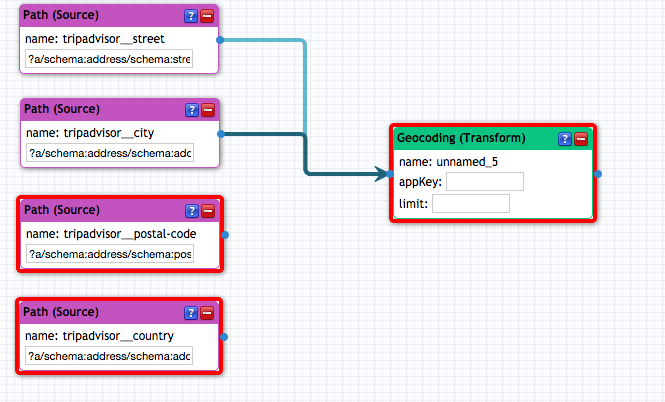 Path (Source) ?
name: tripadvisor__street
?a/schema:address/schema:stre
Path (Source) ?
name: tripadvisor__city
?a/schema:address/schema:adc
Geocoding (Transform) ?
name: unnamed_5
appKey:
limit:
Path (Source) ?
name: tripadvisor__postal-code
?a/schema:address/schema:pos
Path (Source) ?
name: tripadvisor__country
?a/schema:address/schema:adc